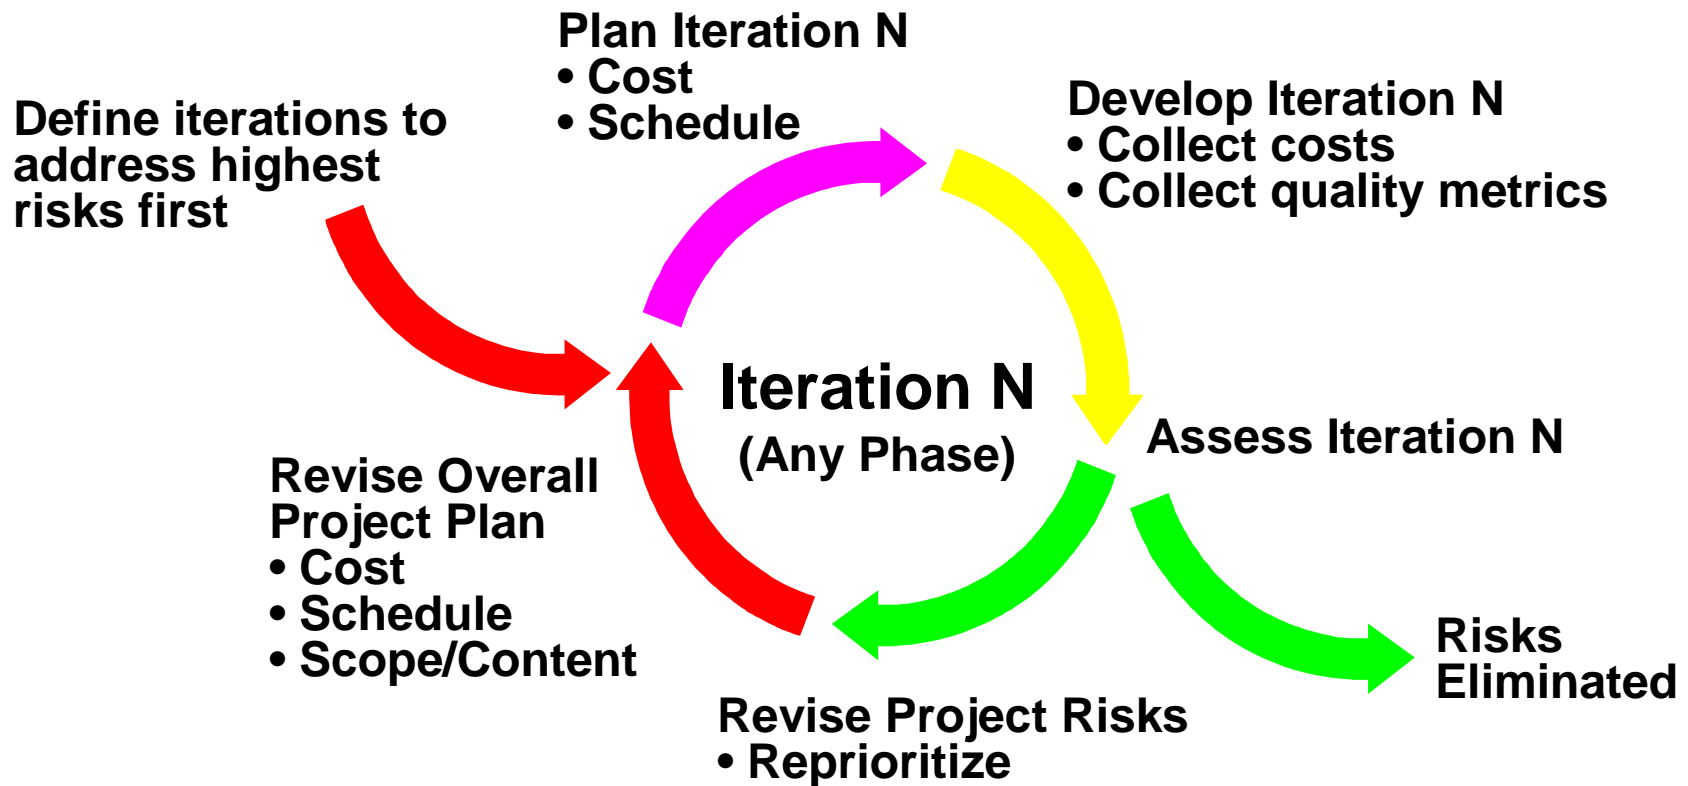 Plan Iteration N
• Cost
• Schedule
Define iterations to
address highest
risks first
Develop Iteration N
• Collect costs
• Collect quality metrics
Iteration N
(Any Phase)
Assess Iteration N
Revise Overall
Project Plan
• Cost
• Schedule
• Scope/Content
Risks
Eliminated
Revise Project Risks
• Reprioritize